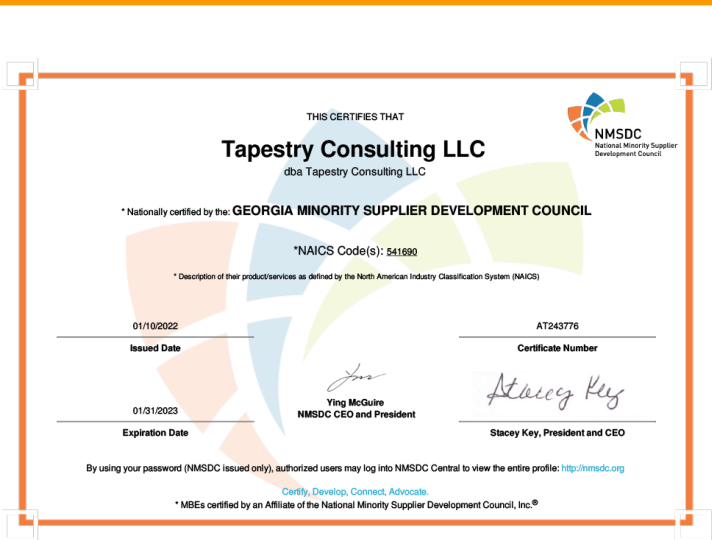 THIS CERTIFIES THAT
NMSDC
National Minority Supplier
Development Council
Tapestry Consulting LLC
dba Tapestry Consulting LLC
* Nationally certified by the: GEORGIA MINORITY SUPPLIER DEVELOPMENT COUNCIL
*NAICS Code(s): 541690
* Description of their product/services as defined by the North American Industry Classification System (NAICS)
01/10/2022
Issued Date
AT243776
Certificate Number
01/31/2023
Expiration Date
Ying McGuire
NMSDC CEO and President
Stacey Key
Stacey Key, President and CEO
By using your password (NMSDC issued only), authorized users may log into NMSDC Central to view the entire profile: http://nmsdc.org
Certify, Develop, Connect, Advocate.
* MBEs certified by an Affiliate of the National Minority Supplier Development Council, Inc.®